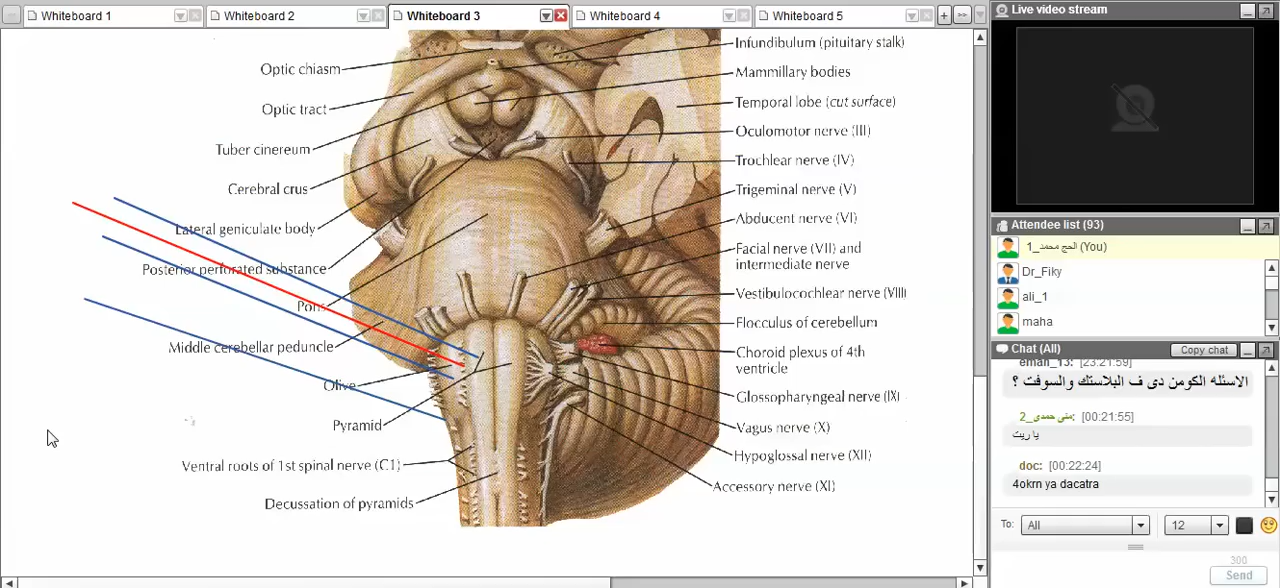 Whiteboard 1
Whiteboard 2
Whiteboard 3
Whiteboard 4
Whiteboard 5
Optic chiasm
Optic tract
Tuber cinereum
Cerebral crus
Lateral geniculate body
Posterior perforated substance
Pons
Middle cerebellar peduncle
Olive
Pyramid
Ventral roots of 1st spinal nerve (C1)
Decussation of pyramids
Infundibulum (pituitary stalk)
Mammillary bodies
Temporal lobe (cut surface)
Oculomotor nerve (III)
Trochlear nerve (IV)
Trigeminal nerve (V)
Abducent nerve (VI)
Facial nerve (VII) and
intermediate nerve
Vestibulocochlear nerve (VIII)
Flocculus of cerebellum
Choroid plexus of 4th
ventricle
Glossopharyngeal nerve (IX)
Vagus nerve (X)
Hypoglossal nerve (XII)
Accessory nerve (XI)
Live video stream
Attendee list (93)
الحج محمد_1 (You)
Dr_Fiky
ali_1
maha
Chat (All)
Copy chat
eman_13: [23:21:59]
الاسئله الكومن دى ف البلاستك والسوفت ؟
منى حمدى_2: [00:21:55]
يا ريت
doc: [00:22:24]
4okrn ya dacatra
To: All 12
300
Send